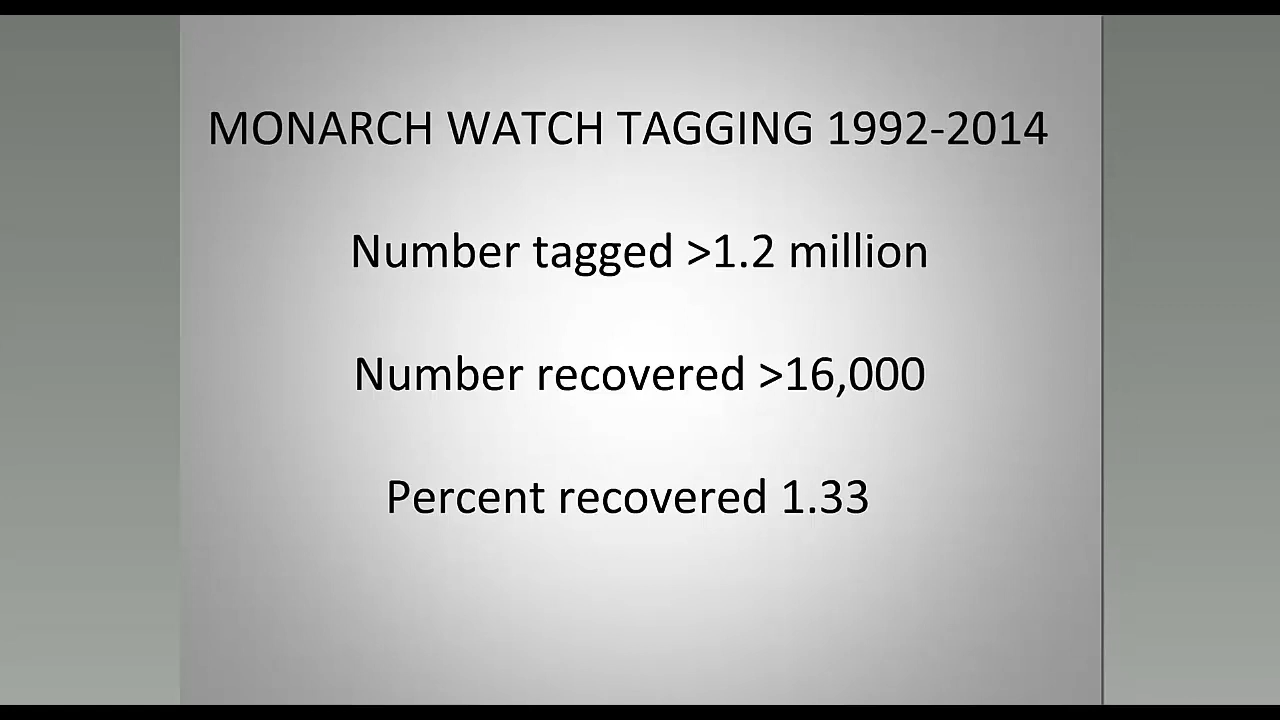 MONARCH WATCH TAGGING 1992-2014
Number tagged >1.2 million
Number recovered >16,000
Percent recovered 1.33